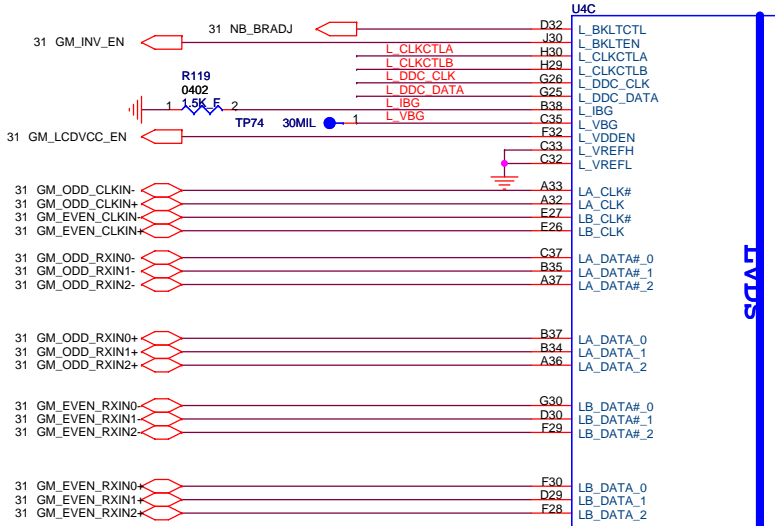 U4C
31 NB_BRADJ D32 L_BKLTCTL
31 GM_INV_EN J30 L_BKLTEN
L_CLKCTLA H30 L_CLKCTLA
L_CLKCTLB H29 L_CLKCTLB
R119 L_DDC_CLK G26 L_DDC_CLK
0402 L_DDC_DATA G25 L_DDC_DATA
1 1.5K_F 2 L_IBG B38 L_IBG
TP74 30MIL 1 L_VBG C35 L_VBG
31 GM_LCDVCC_EN F32 L_VDDEN
C33 L_VREFH
C32 L_VREFL
31 GM_ODD_CLKIN- A33 LA_CLK#
31 GM_ODD_CLKIN+ A32 LA_CLK
31 GM_EVEN_CLKIN- E27 LB_CLK#
31 GM_EVEN_CLKIN+ E26 LB_CLK
31 GM_ODD_RXIN0- C37 LA_DATA#_0
31 GM_ODD_RXIN1- B35 LA_DATA#_1
31 GM_ODD_RXIN2- A37 LA_DATA#_2
LVDS
31 GM_ODD_RXIN0+ B37 LA_DATA_0
31 GM_ODD_RXIN1+ B34 LA_DATA_1
31 GM_ODD_RXIN2+ A36 LA_DATA_2
31 GM_EVEN_RXIN0- G30 LB_DATA#_0
31 GM_EVEN_RXIN1- D30 LB_DATA#_1
31 GM_EVEN_RXIN2- F29 LB_DATA#_2
31 GM_EVEN_RXIN0+ F30 LB_DATA_0
31 GM_EVEN_RXIN1+ D29 LB_DATA_1
31 GM_EVEN_RXIN2+ F28 LB_DATA_2